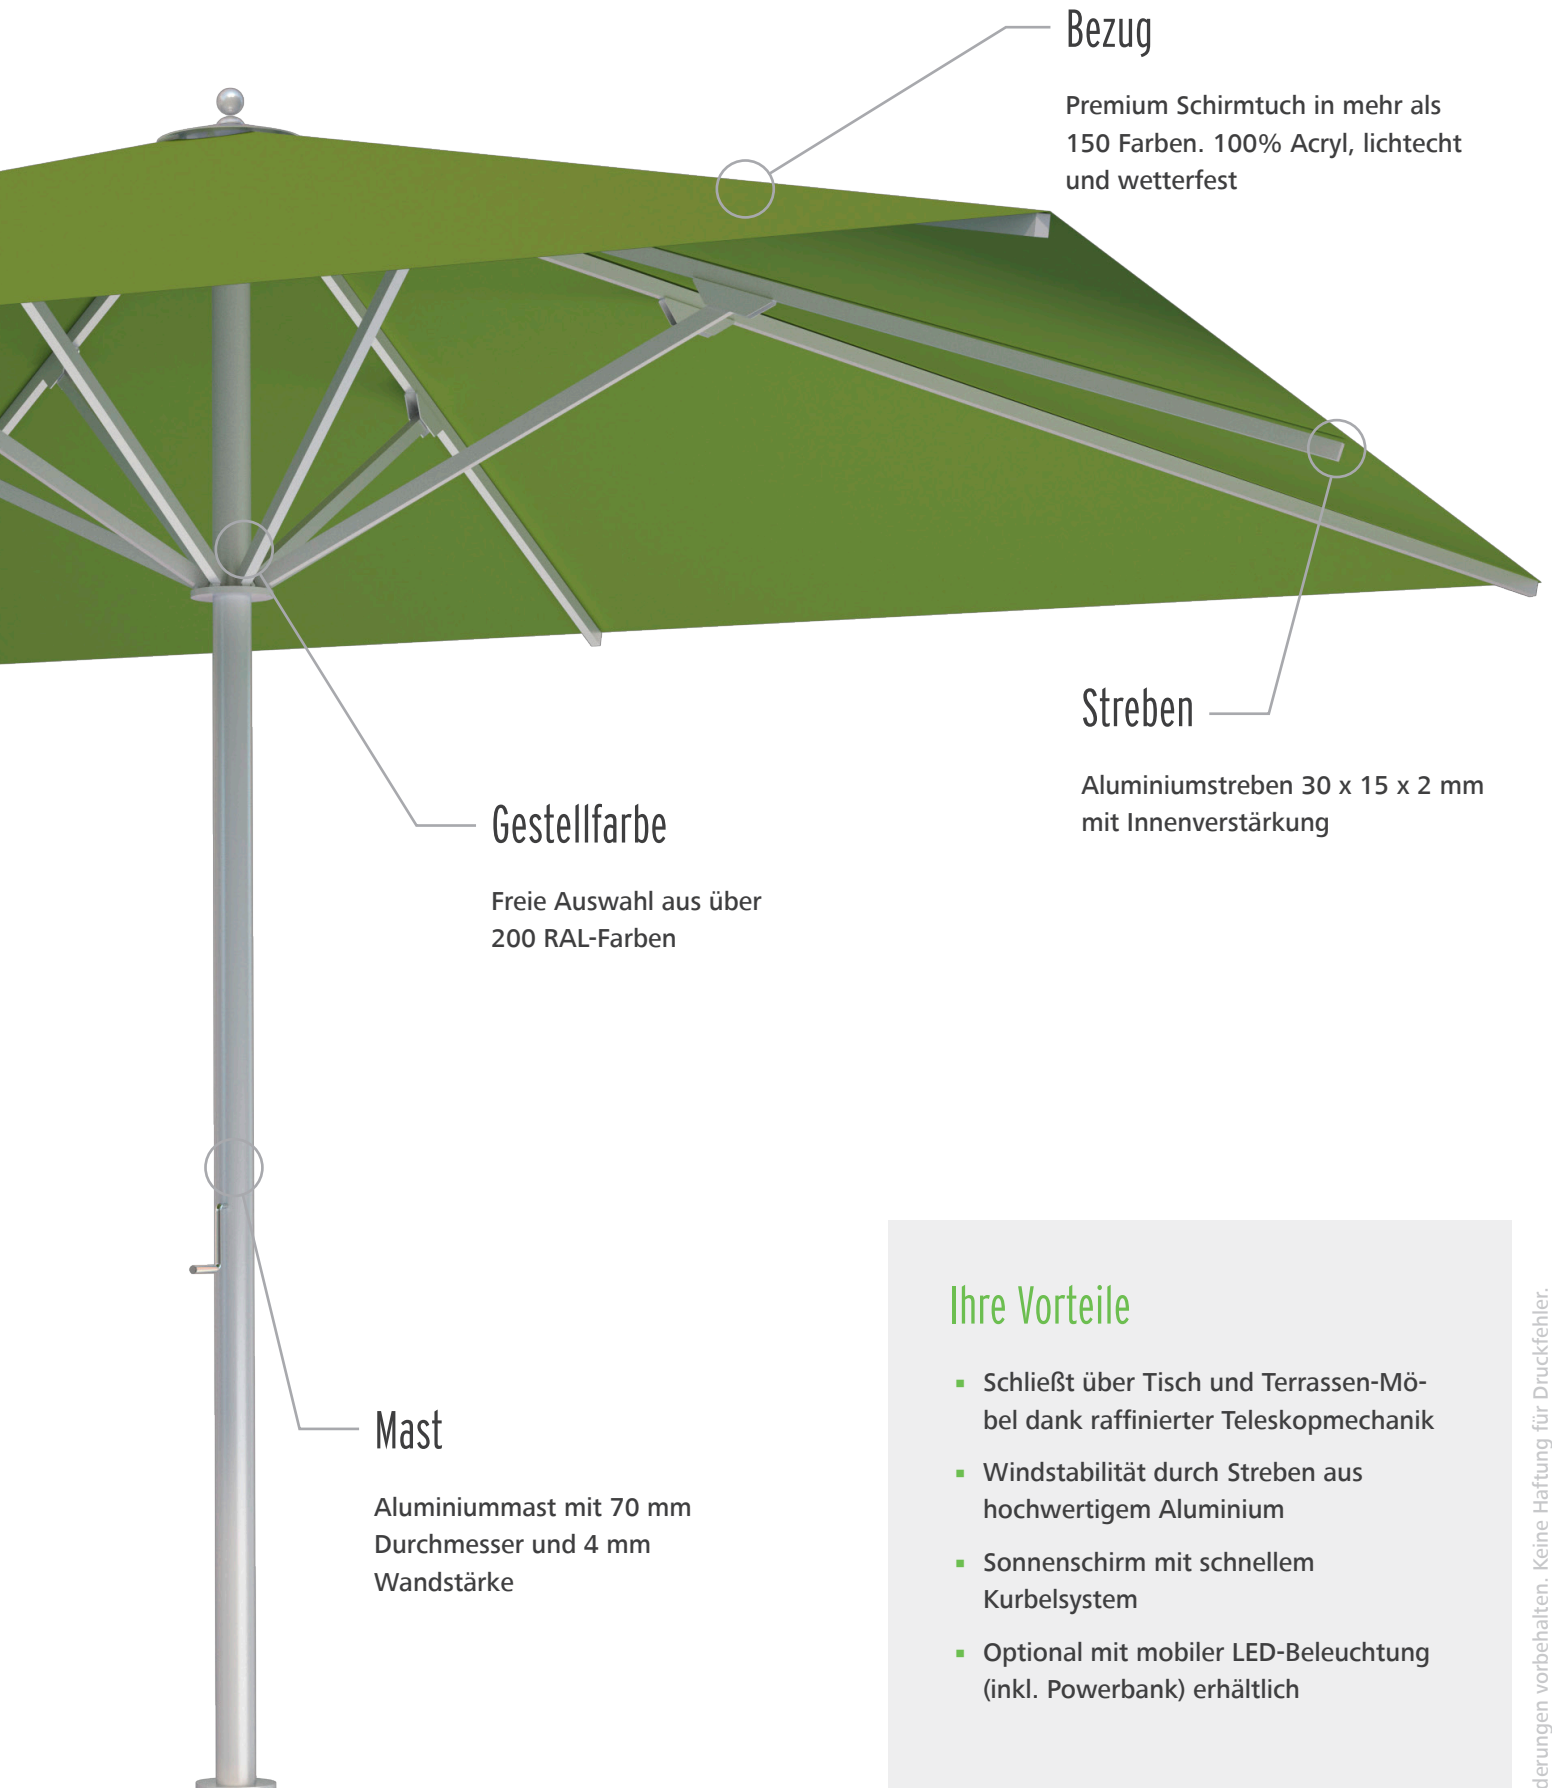 Bezug
Premium Schirmtuch in mehr als
150 Farben. 100% Acryl, lichtecht
und wetterfest
Streben
Aluminiumstreben 30 x 15 x 2 mm
mit Innenverstärkung
Gestellfarbe
Freie Auswahl aus über
200 RAL-Farben
Mast
Aluminiummast mit 70 mm
Durchmesser und 4 mm
Wandstärke
Ihre Vorteile
▪ Schließt über Tisch und Terrassen-Mö-
bel dank raffinierter Teleskopmechanik
▪ Windstabilität durch Streben aus
hochwertigem Aluminium
▪ Sonnenschirm mit schnellem
Kurbelsystem
▪ Optional mit mobiler LED-Beleuchtung
(inkl. Powerbank) erhältlich
derungen vorbehalten. Keine Haftung für Druckfehler.